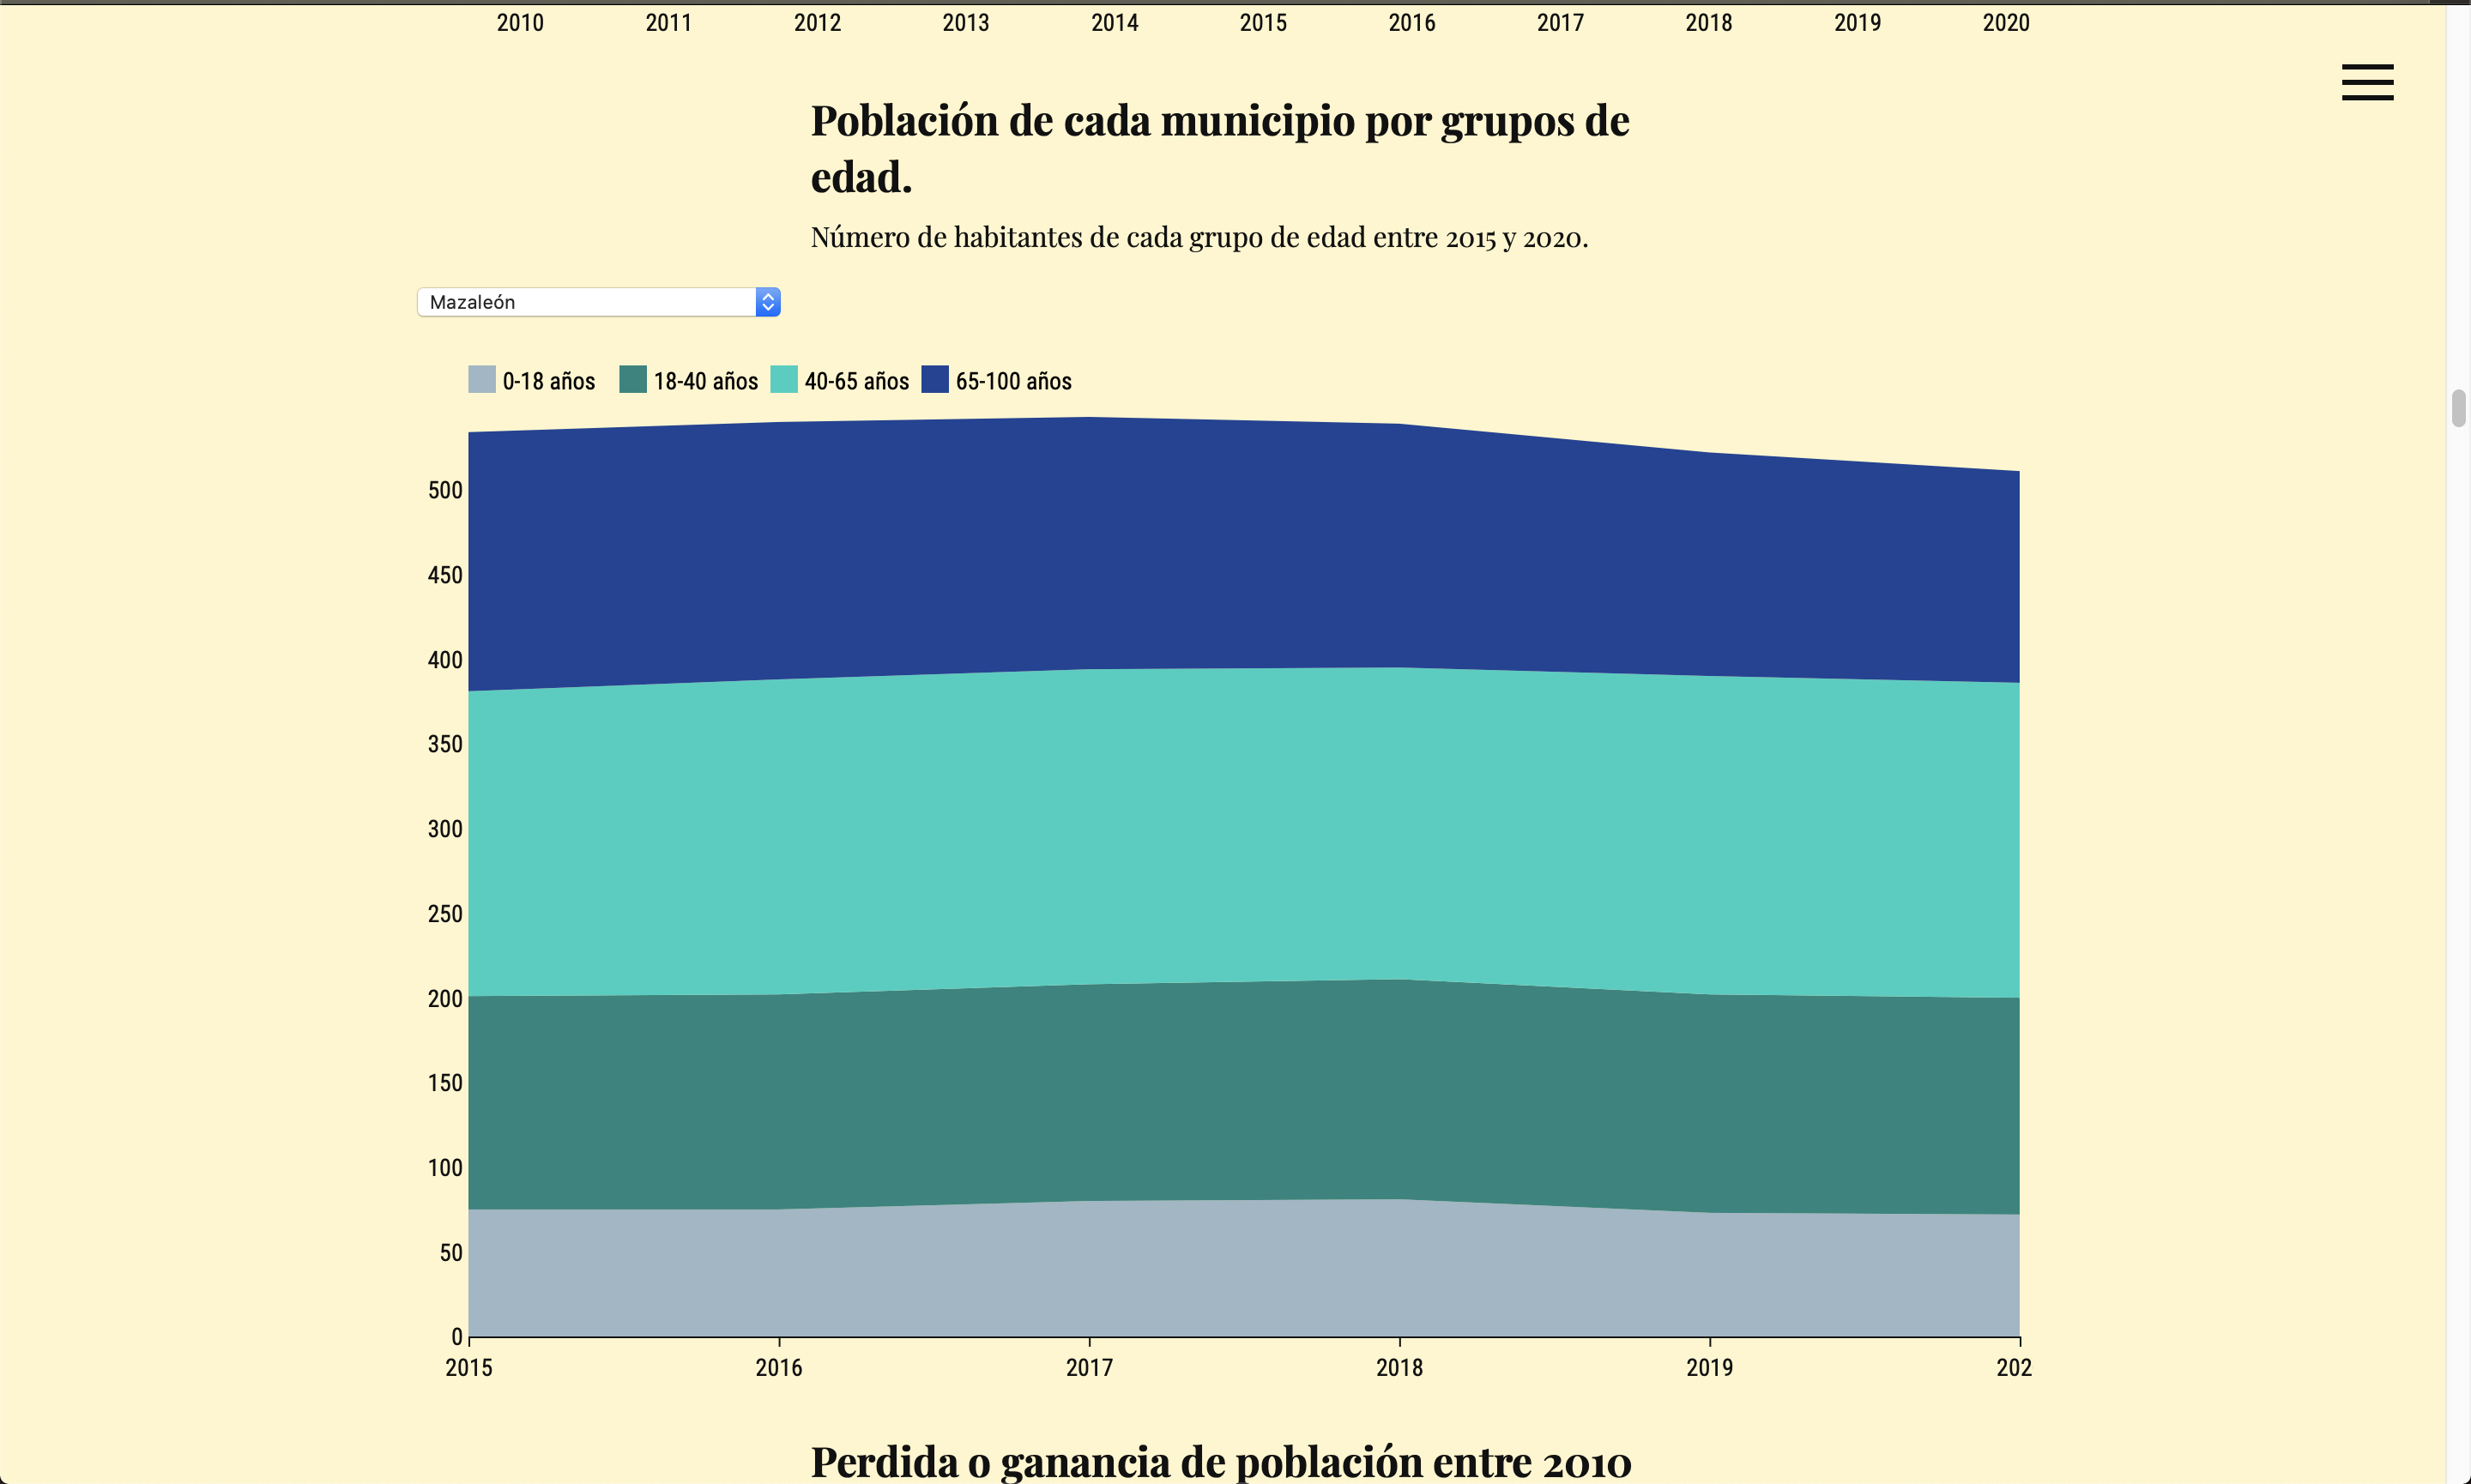 2010 2011 2012 2013 2014 2015 2016 2017 2018 2019 2020
Población de cada municipio por grupos de
edad.
Número de habitantes de cada grupo de edad entre 2015 y 2020.
Mazaleón
0-18 años 18-40 años 40-65 años 65-100 años
500
450
400
350
300
250
200
150
100
50
0
2015 2016 2017 2018 2019 202
Perdida o ganancia de población entre 2010